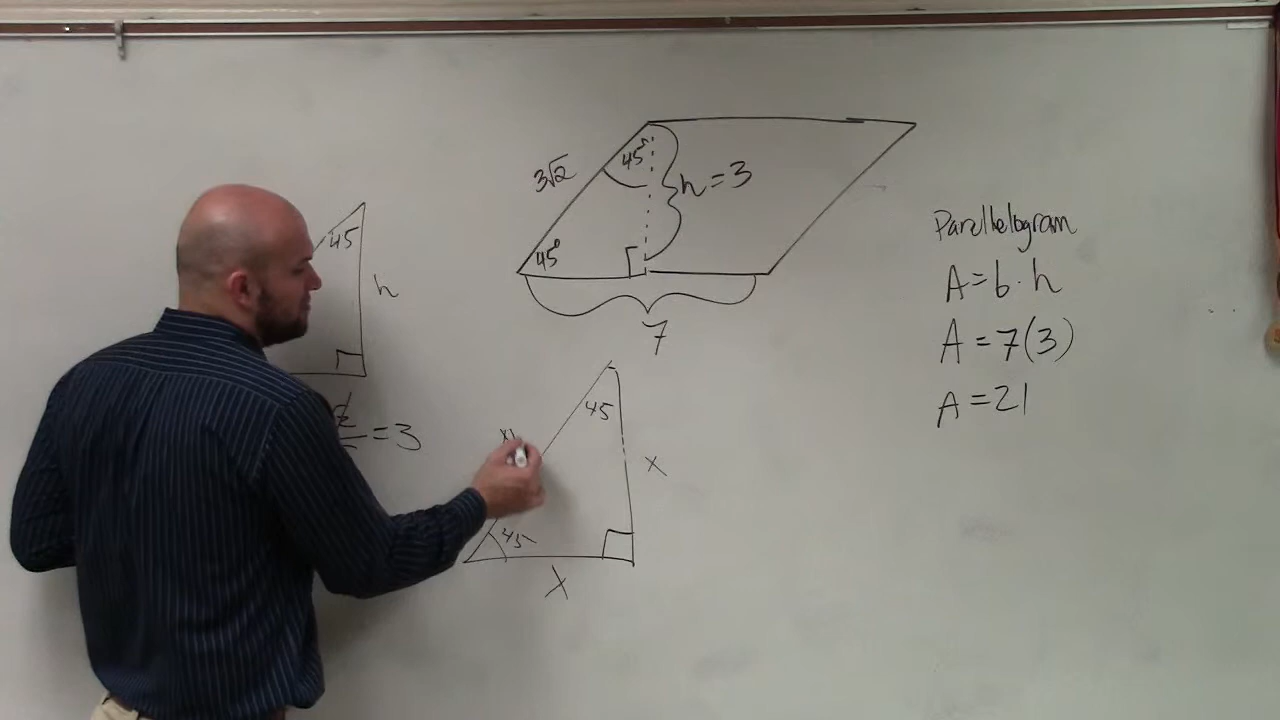 45
h
= 3
3√2
45°
h = 3
45°
7
45
x
45
x
Parallelogram
A = b · h
A = 7(3)
A = 21